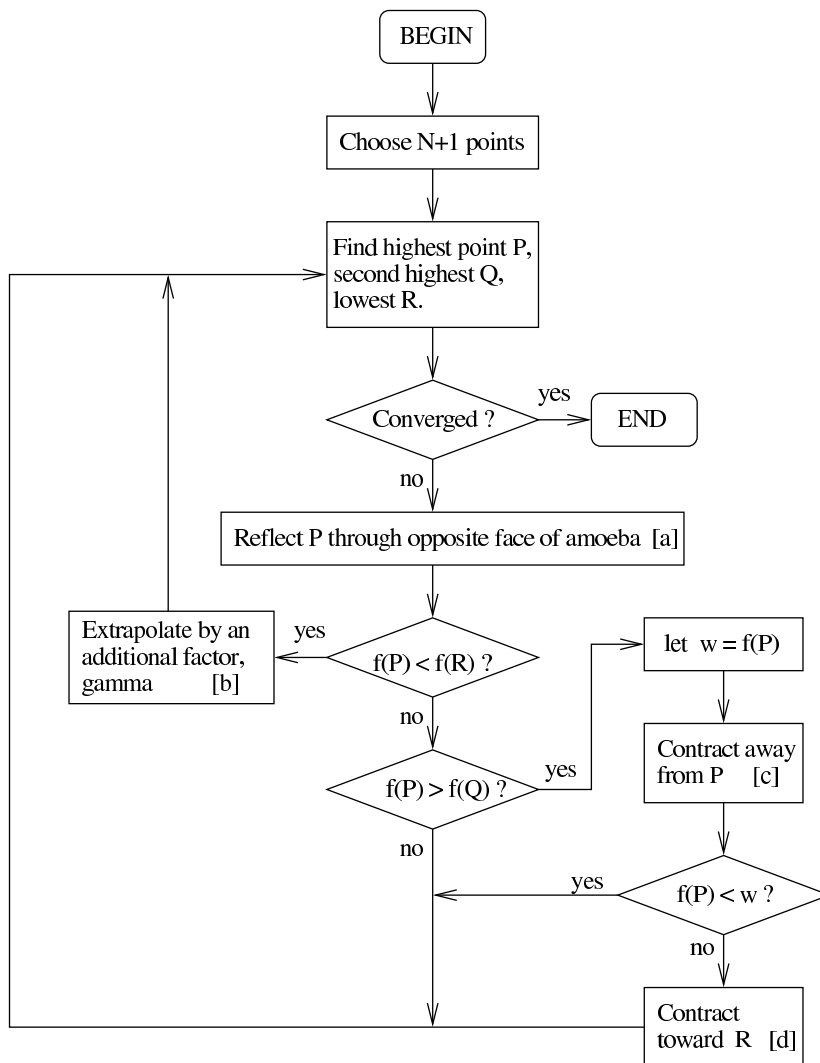 BEGIN
Choose N+1 points
Find highest point P,
second highest Q,
lowest R.
Converged ?
yes
END
no
Reflect P through opposite face of amoeba [a]
f(P) < f(R) ?
yes
Extrapolate by an
additional factor,
gamma [b]
no
f(P) > f(Q) ?
yes
let w = f(P)
Contract away
from P [c]
no
f(P) < w ?
yes
no
Contract
toward R [d]